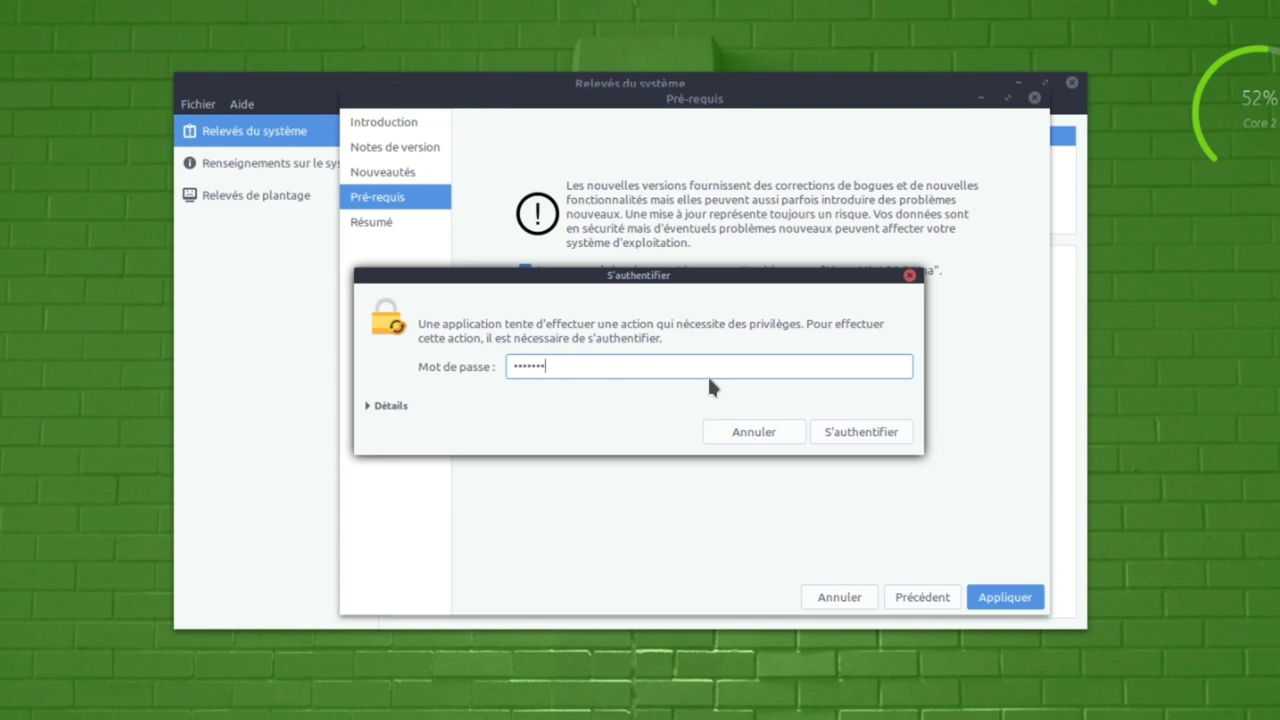 Relevés du système
Pré-requis
Fichier Aide
Relevés du système
Renseignements sur le sys
Relevés de plantage
Introduction
Notes de version
Nouveautés
Pré-requis
Résumé
Les nouvelles versions fournissent des corrections de bogues et de nouvelles
fonctionnalités mais elles peuvent aussi parfois introduire des problèmes
nouveaux. Une mise à jour représente toujours un risque. Vos données sont
en sécurité mais d'éventuels problèmes nouveaux peuvent affecter votre
système d'exploitation.
S'authentifier
Une application tente d'effectuer une action qui nécessite des privilèges. Pour effectuer
cette action, il est nécessaire de s'authentifier.
Mot de passe : •••••••
Détails
Annuler S'authentifier
Annuler Précédent Appliquer
52%
Core 2